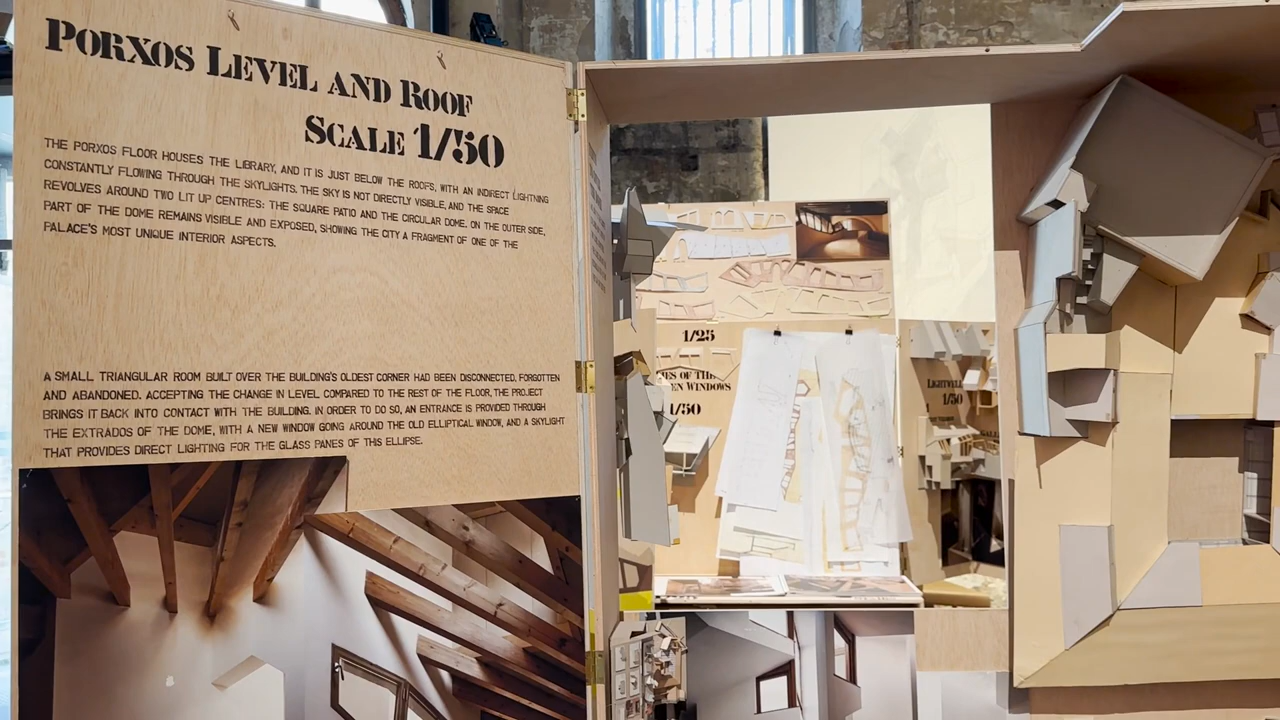 PORXOS LEVEL AND ROOF
SCALE 1/50
THE PORXOS FLOOR HOUSES THE LIBRARY, AND IT IS JUST BELOW THE ROOFS, WITH AN INDIRECT LIGHTNING
CONSTANTLY FLOWING THROUGH THE SKYLIGHTS. THE SKY IS NOT DIRECTLY VISIBLE, AND THE SPACE
REVOLVES AROUND TWO LIT UP CENTRES: THE SQUARE PATIO AND THE CIRCULAR DOME. ON THE OUTER SIDE,
PART OF THE DOME REMAINS VISIBLE AND EXPOSED, SHOWING THE CITY A FRAGMENT OF ONE OF THE
PALACE'S MOST UNIQUE INTERIOR ASPECTS.
A SMALL TRIANGULAR ROOM BUILT OVER THE BUILDING'S OLDEST CORNER HAD BEEN DISCONNECTED, FORGOTTEN
AND ABANDONED. ACCEPTING THE CHANGE IN LEVEL COMPARED TO THE REST OF THE FLOOR, THE PROJECT
BRINGS IT BACK INTO CONTACT WITH THE BUILDING. IN ORDER TO DO SO, AN ENTRANCE IS PROVIDED THROUGH
THE EXTRADOS OF THE DOME, WITH A NEW WINDOW GOING AROUND THE OLD ELLIPTICAL WINDOW, AND A SKYLIGHT
THAT PROVIDES DIRECT LIGHTING FOR THE GLASS PANES OF THIS ELLIPSE.
1/25
OF THE
WINDOWS
1/50
1/50